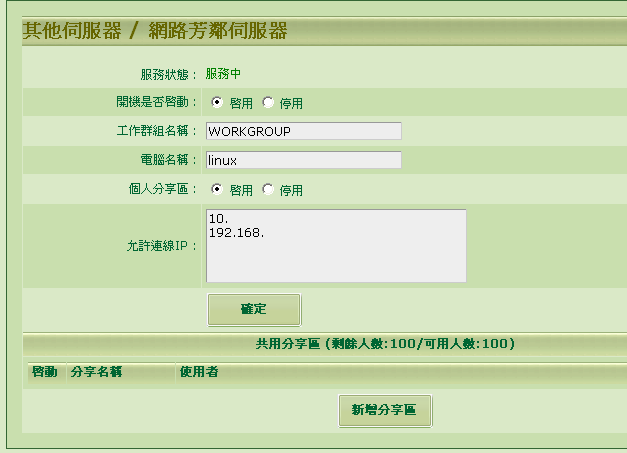 其他伺服器 / 網路芳鄰伺服器
服務狀態： 服務中
開機是否啓動： 啓用 停用
工作群組名稱： WORKGROUP
電腦名稱： linux
個人分享區： 啓用 停用
允許連線IP： 10.
192.168.
確定
共用分享區 (剩餘人數:100/可用人數:100)
啓動 分享名稱 使用者
新增分享區